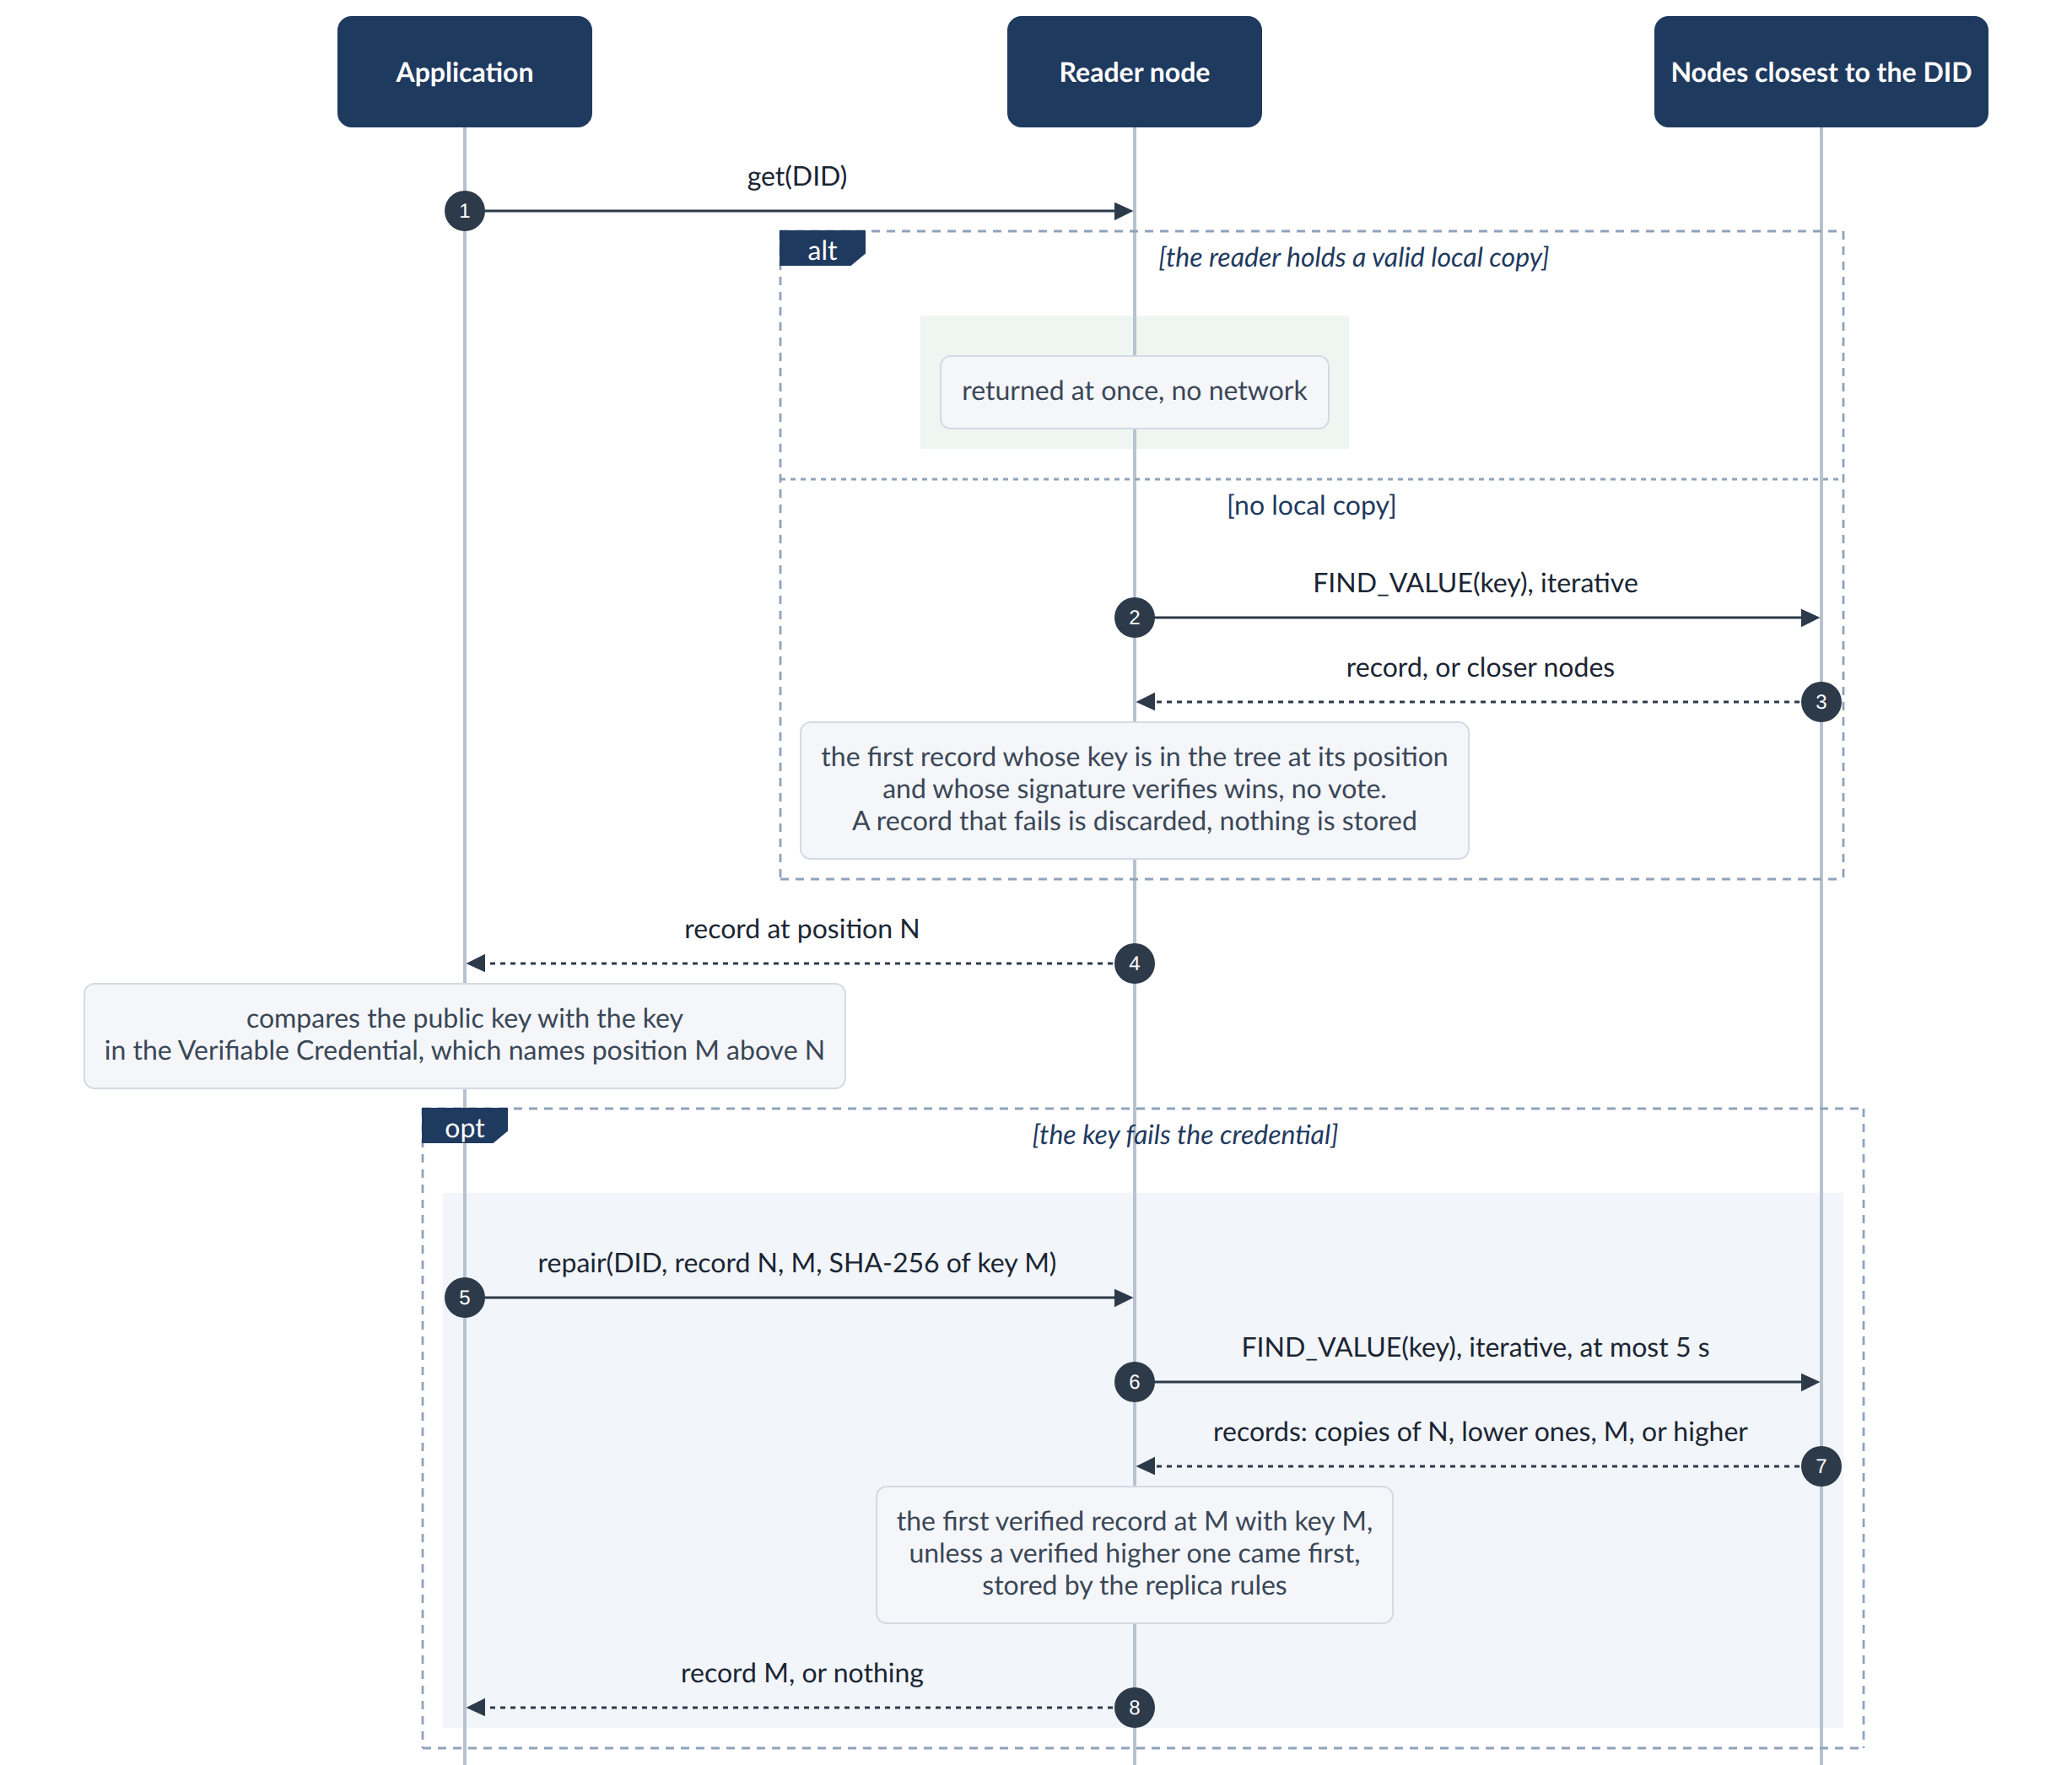 Application
Reader node
Nodes closest to the DID
get(DID)
1
alt
[the reader holds a valid local copy]
returned at once, no network
[no local copy]
FIND_VALUE(key), iterative
2
record, or closer nodes
3
the first record whose key is in the tree at its position
and whose signature verifies wins, no vote.
A record that fails is discarded, nothing is stored
record at position N
4
compares the public key with the key
in the Verifiable Credential, which names position M above N
opt
[the key fails the credential]
repair(DID, record N, M, SHA-256 of key M)
5
FIND_VALUE(key), iterative, at most 5 s
6
records: copies of N, lower ones, M, or higher
7
the first verified record at M with key M,
unless a verified higher one came first,
stored by the replica rules
record M, or nothing
8